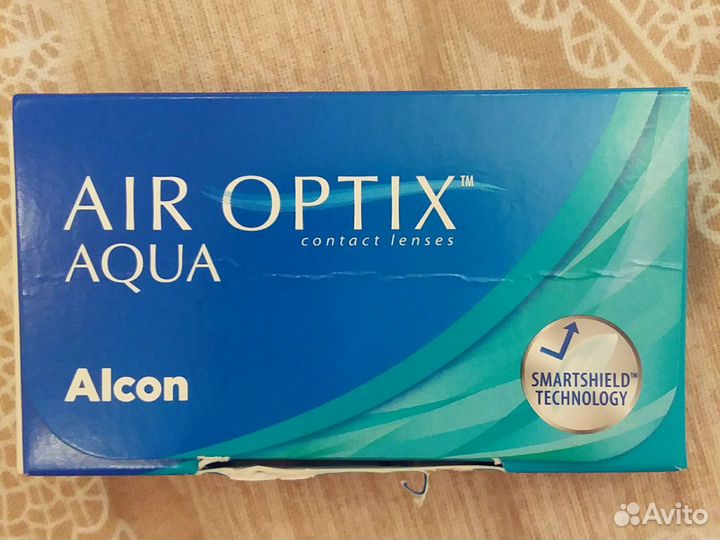 AIR OPTIX™
contact lenses
AQUA
Alcon
SMARTSHIELD™
TECHNOLOGY
Avito